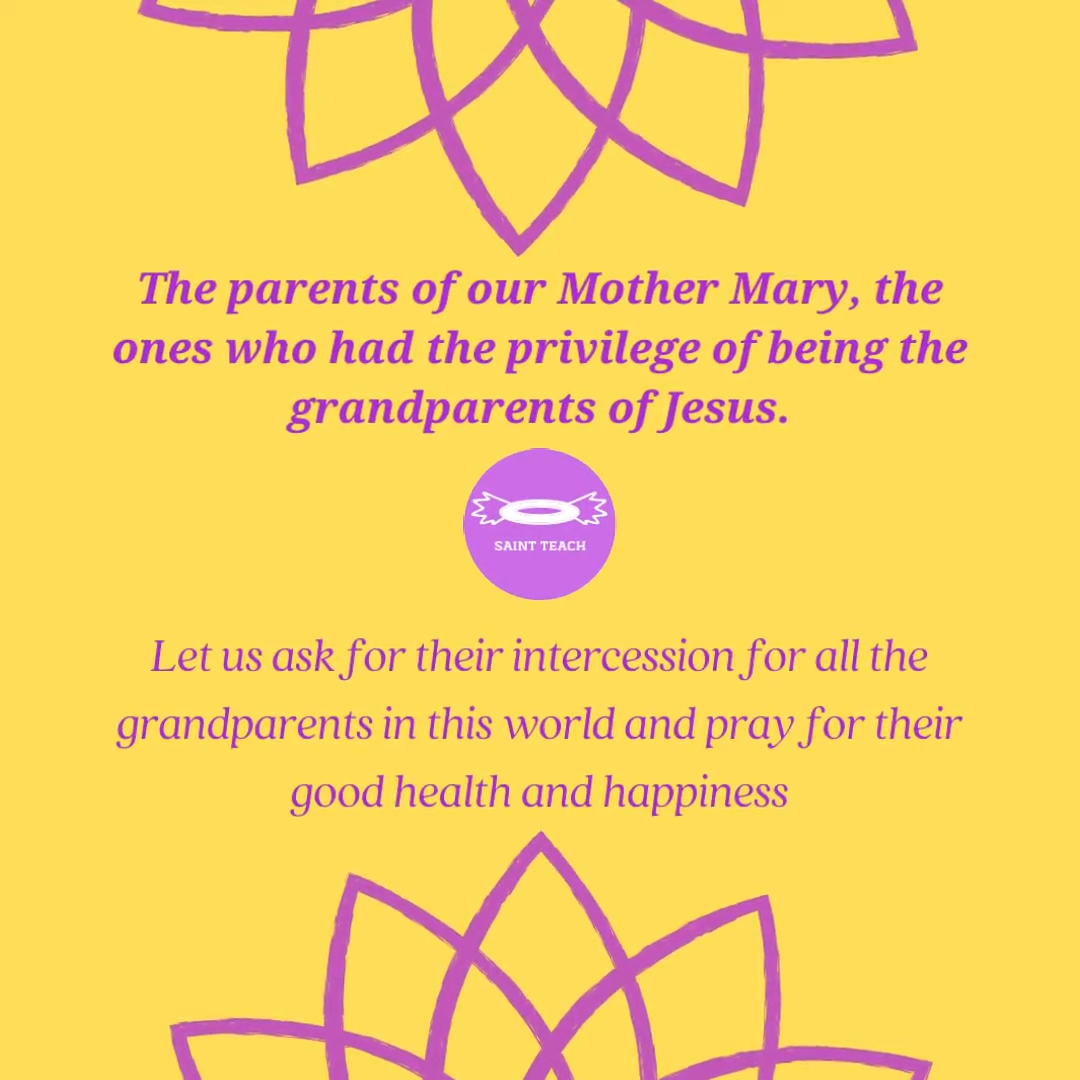 The parents of our Mother Mary, the
ones who had the privilege of being the
grandparents of Jesus.
SAINT TEACH
Let us ask for their intercession for all the
grandparents in this world and pray for their
good health and happiness